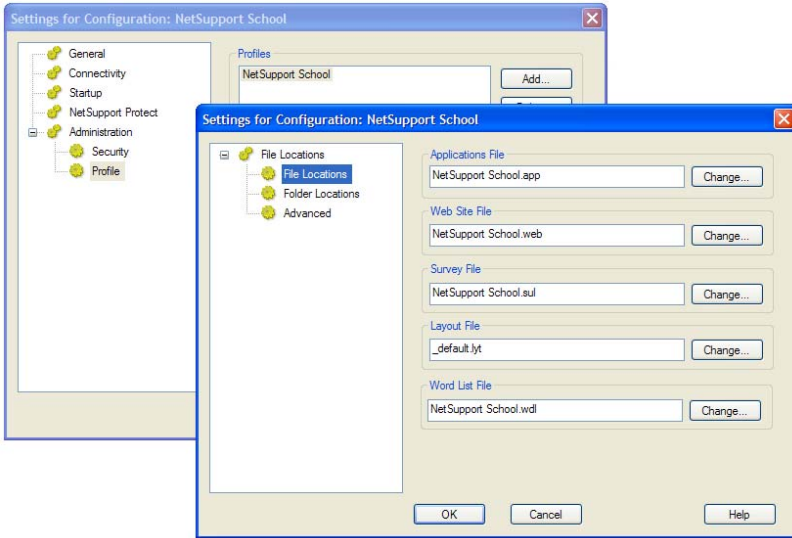 Settings for Configuration: NetSupport School
General
Connectivity
Startup
NetSupport Protect
Administration
Security
Profile
Profiles
NetSupport School
Add...
Settings for Configuration: NetSupport School
File Locations
File Locations
Folder Locations
Advanced
Applications File
NetSupport School.app
Change...
Web Site File
NetSupport School.web
Change...
Survey File
NetSupport School.sul
Change...
Layout File
_default.lyt
Change...
Word List File
NetSupport School.wdl
Change...
OK
Cancel
Help